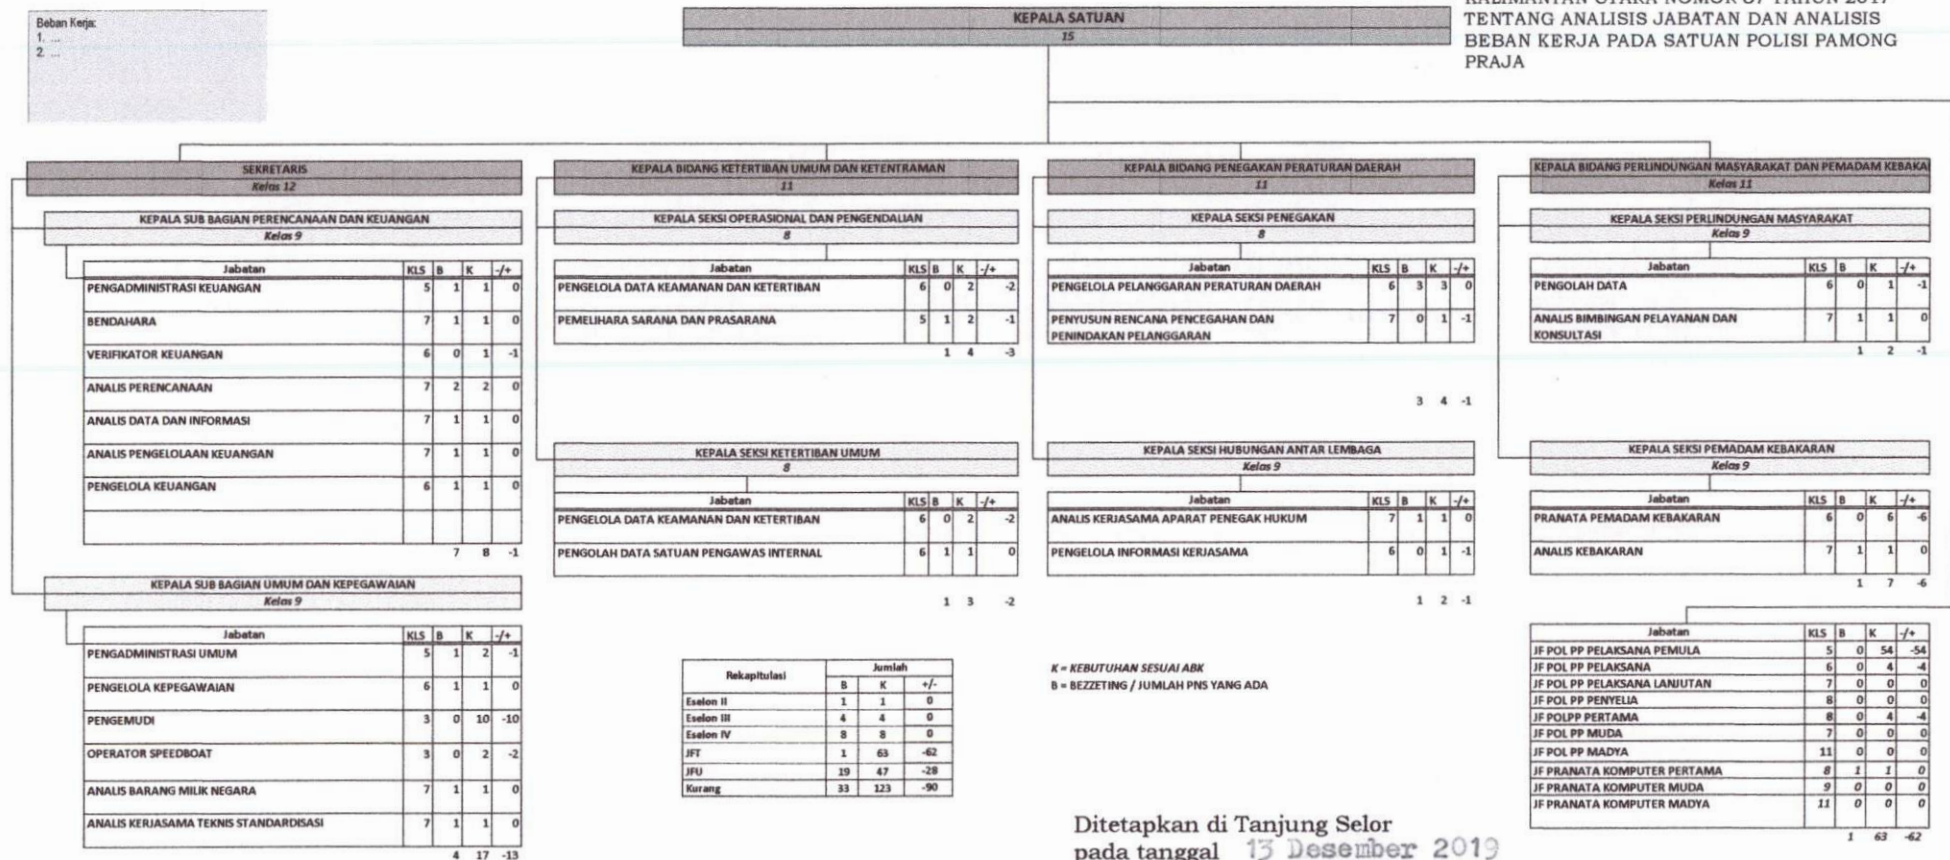 Beban Kerja:
1. ...
2 ...
KEPALA SATUAN
15
TENTANG ANALISIS JABATAN DAN ANALISIS
BEBAN KERJA PADA SATUAN POLISI PAMONG
PRAJA
SEKRETARIS
Kelas 12
KEPALA SUB BAGIAN PERENCANAAN DAN KEUANGAN
Kelas 9
Jabatan KLS B K -/+
PENGADMINISTRASI KEUANGAN 5 1 1 0
BENDAHARA 7 1 1 0
VERIFIKATOR KEUANGAN 6 0 1 -1
ANALIS PERENCANAAN 7 2 2 0
ANALIS DATA DAN INFORMASI 7 1 1 0
ANALIS PENGELOLAAN KEUANGAN 7 1 1 0
PENGELOLA KEUANGAN 6 1 1 0
7 8 -1
KEPALA SUB BAGIAN UMUM DAN KEPEGAWAIAN
Kelas 9
Jabatan KLS B K -/+
PENGADMINISTRASI UMUM 5 1 2 -1
PENGELOLA KEPEGAWAIAN 6 1 1 0
PENGEMUDI 3 0 10 -10
OPERATOR SPEEDBOAT 3 0 2 -2
ANALIS BARANG MILIK NEGARA 7 1 1 0
ANALIS KERJASAMA TEKNIS STANDARDISASI 7 1 1 0
4 17 -13
KEPALA BIDANG KETERTIBAN UMUM DAN KETENTRAMAN
11
KEPALA SEKSI OPERASIONAL DAN PENGENDALIAN
8
Jabatan KLS B K -/+
PENGELOLA DATA KEAMANAN DAN KETERTIBAN 6 0 2 -2
PEMELIHARA SARANA DAN PRASARANA 5 1 2 -1
1 4 -3
KEPALA SEKSI KETERTIBAN UMUM
8
Jabatan KLS B K -/+
PENGELOLA DATA KEAMANAN DAN KETERTIBAN 6 0 2 -2
PENGOLAH DATA SATUAN PENGAWAS INTERNAL 6 1 1 0
1 3 -2
Rekapitulasi Jumlah
B K +/-
Eselon II 1 1 0
Eselon III 4 4 0
Eselon IV 8 8 0
JFT 1 63 -62
JFU 19 47 -28
Kurang 33 123 -90
KEPALA BIDANG PENEGAKAN PERATURAN DAERAH
11
KEPALA SEKSI PENEGAKAN
8
Jabatan KLS B K -/+
PENGELOLA PELANGGARAN PERATURAN DAERAH 6 3 3 0
PENYUSUN RENCANA PENCEGAHAN DAN 7 0 1 -1
PENINDAKAN PELANGGARAN
3 4 -1
KEPALA SEKSI HUBUNGAN ANTAR LEMBAGA
Kelas 9
Jabatan KLS B K -/+
ANALIS KERJASAMA APARAT PENEGAK HUKUM 7 1 1 0
PENGELOLA INFORMASI KERJASAMA 6 0 1 -1
1 2 -1
K = KEBUTUHAN SESUAI ABK
B = BEZZETING / JUMLAH PNS YANG ADA
KEPALA BIDANG PERLINDUNGAN MASYARAKAT DAN PEMADAM KEBAKA
Kelas 11
KEPALA SEKSI PERLINDUNGAN MASYARAKAT
Kelas 9
Jabatan KLS B K -/+
PENGOLAH DATA 6 0 1 -1
ANALIS BIMBINGAN PELAYANAN DAN 7 1 1 0
KONSULTASI
1 2 -1
KEPALA SEKSI PEMADAM KEBAKARAN
Kelas 9
Jabatan KLS B K -/+
PRANATA PEMADAM KEBAKARAN 6 0 6 -6
ANALIS KEBAKARAN 7 1 1 0
1 7 -6
Jabatan KLS B K -/+
JF POL PP PELAKSANA PEMULA 5 0 54 -54
JF POL PP PELAKSANA 6 0 4 -4
JF POL PP PELAKSANA LANJUTAN 7 0 0 0
JF POL PP PENYELIA 8 0 0 0
JF POLPP PERTAMA 8 0 4 -4
JF POL PP MUDA 7 0 0 0
JF POL PP MADYA 11 0 0 0
JF PRANATA KOMPUTER PERTAMA 8 1 1 0
JF PRANATA KOMPUTER MUDA 9 0 0 0
JF PRANATA KOMPUTER MADYA 11 0 0 0
1 63 -62
Ditetapkan di Tanjung Selor
pada tanggal 13 Desember 2019